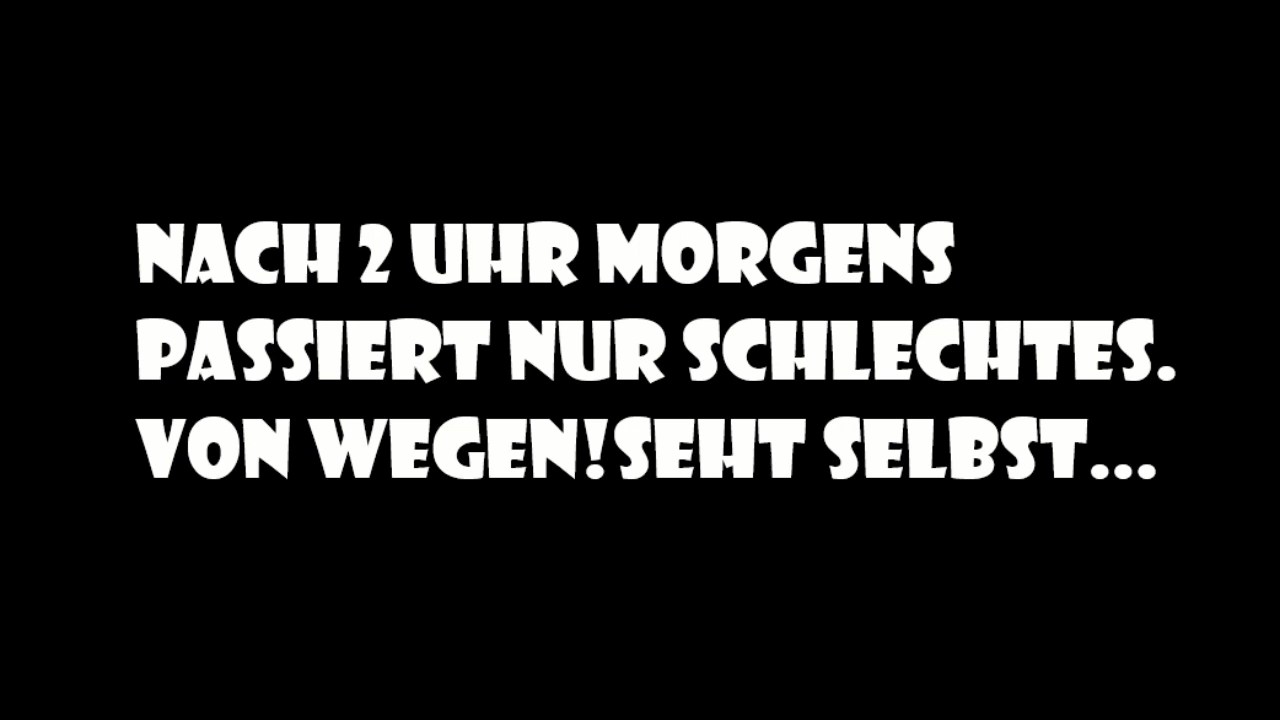 NACH 2 UHR MORGENS
PASSIERT NUR SCHLECHTES.
VON WEGEN! SEHT SELBST...